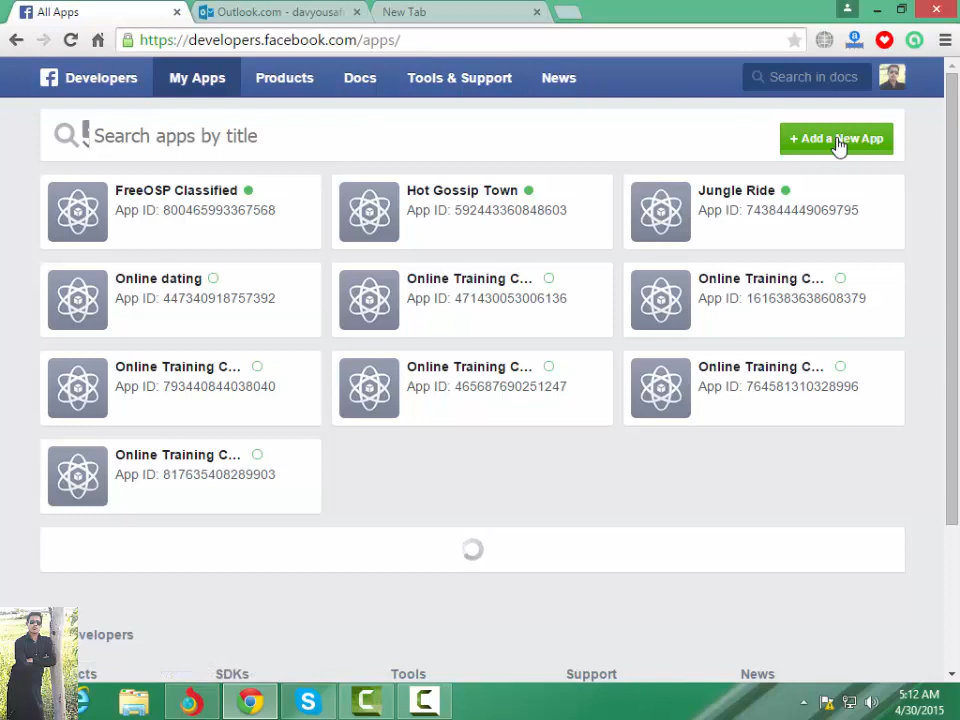 All Apps
Outlook.com - davyousaf
New Tab
https://developers.facebook.com/apps/
Developers
My Apps
Products
Docs
Tools & Support
News
Search in docs
Search apps by title
+ Add a New App
FreeOSP Classified
App ID: 800465993367568
Hot Gossip Town
App ID: 592443360848603
Jungle Ride
App ID: 743844449069795
Online dating
App ID: 447340918757392
Online Training C...
App ID: 471430053006136
Online Training C...
App ID: 1616383638608379
Online Training C...
App ID: 793440844038040
Online Training C...
App ID: 465687690251247
Online Training C...
App ID: 764581310328996
Online Training C...
App ID: 817635408289903
velopers
cts
SDKs
Tools
Support
News
5:12 AM
4/30/2015